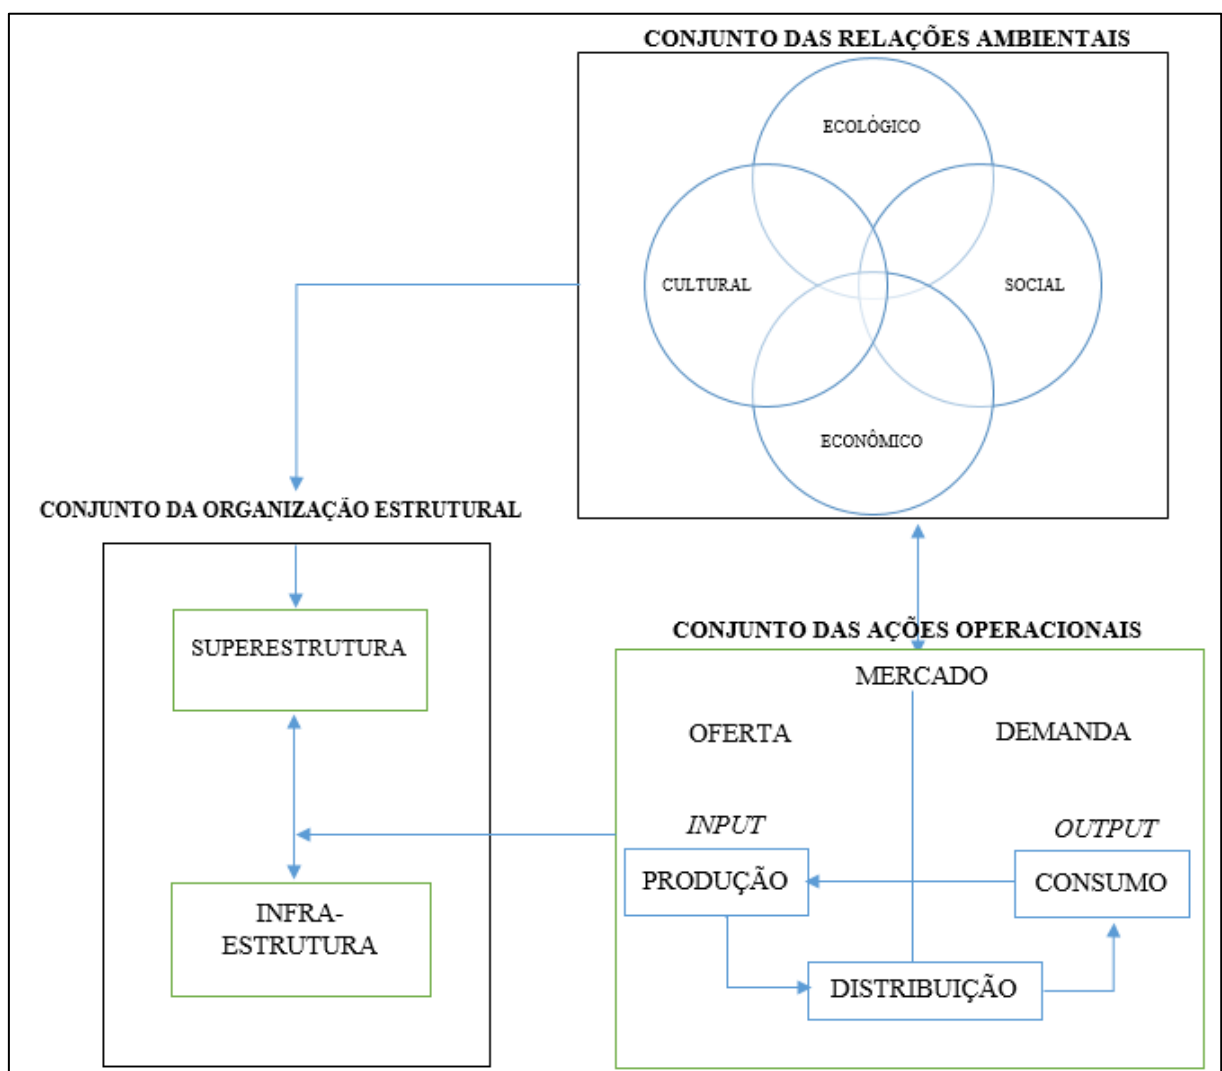 CONJUNTO DAS RELAÇÕES AMBIENTAIS
ECOLÓGICO
CULTURAL
SOCIAL
ECONÔMICO
CONJUNTO DA ORGANIZAÇÃO ESTRUTURAL
SUPERESTRUTURA
INFRA-
ESTRUTURA
CONJUNTO DAS AÇÕES OPERACIONAIS
MERCADO
OFERTA
DEMANDA
INPUT
OUTPUT
PRODUÇÃO
CONSUMO
DISTRIBUIÇÃO